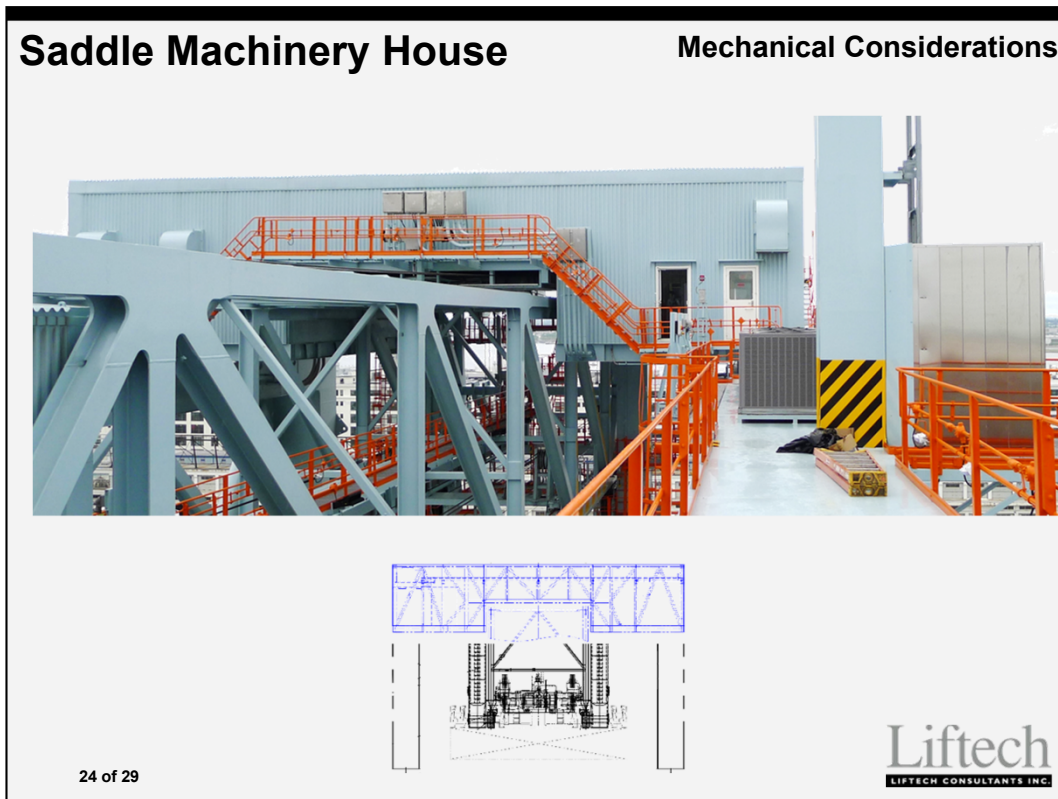 Saddle Machinery House
Mechanical Considerations
24 of 29
Liftech
LIFTECH CONSULTANTS INC.